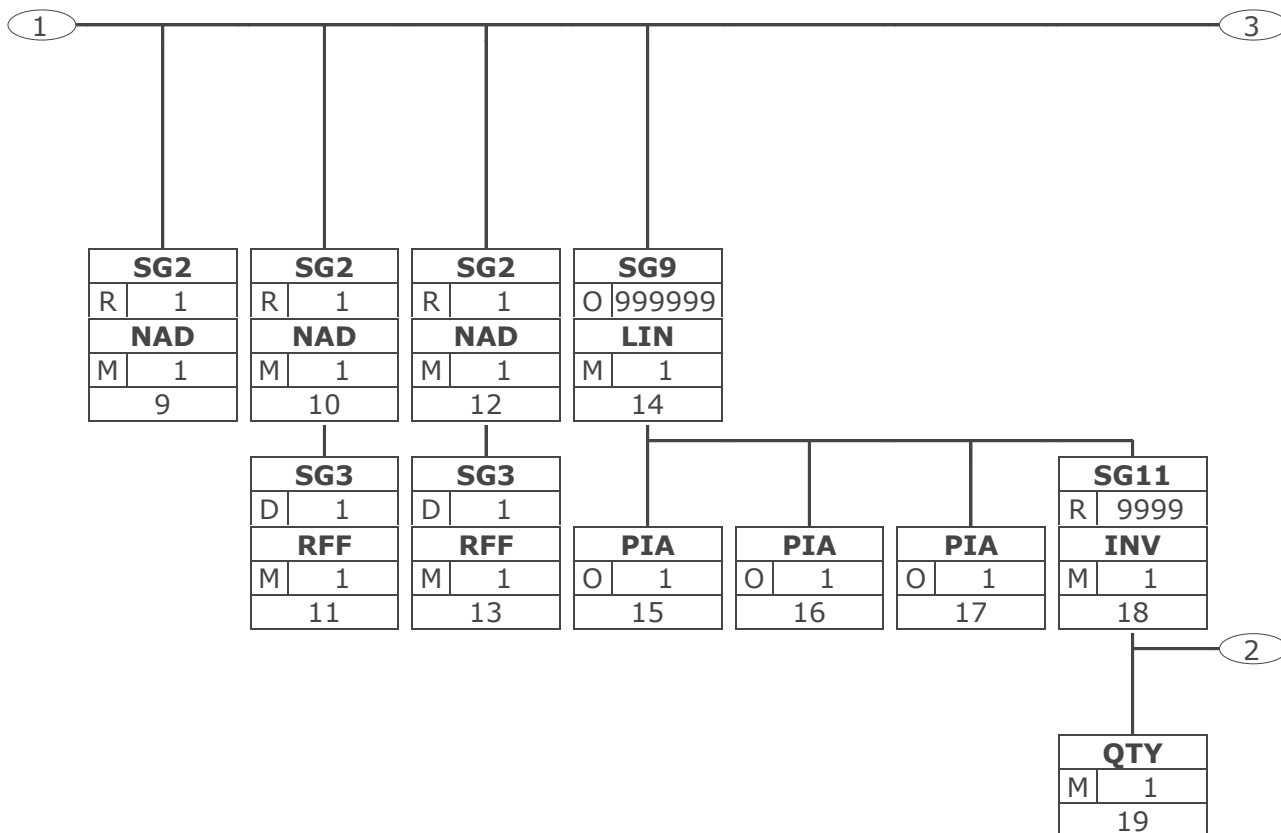 1 3
SG2 SG2 SG2 SG9
R 1 R 1 R 1 O 999999
NAD NAD NAD LIN
M 1 M 1 M 1 M 1
9 10 12 14
SG3 SG3 SG11
D 1 D 1 R 9999
RFF RFF PIA PIA PIA INV
M 1 M 1 O 1 O 1 O 1 M 1
11 13 15 16 17 18
2
QTY
M 1
19